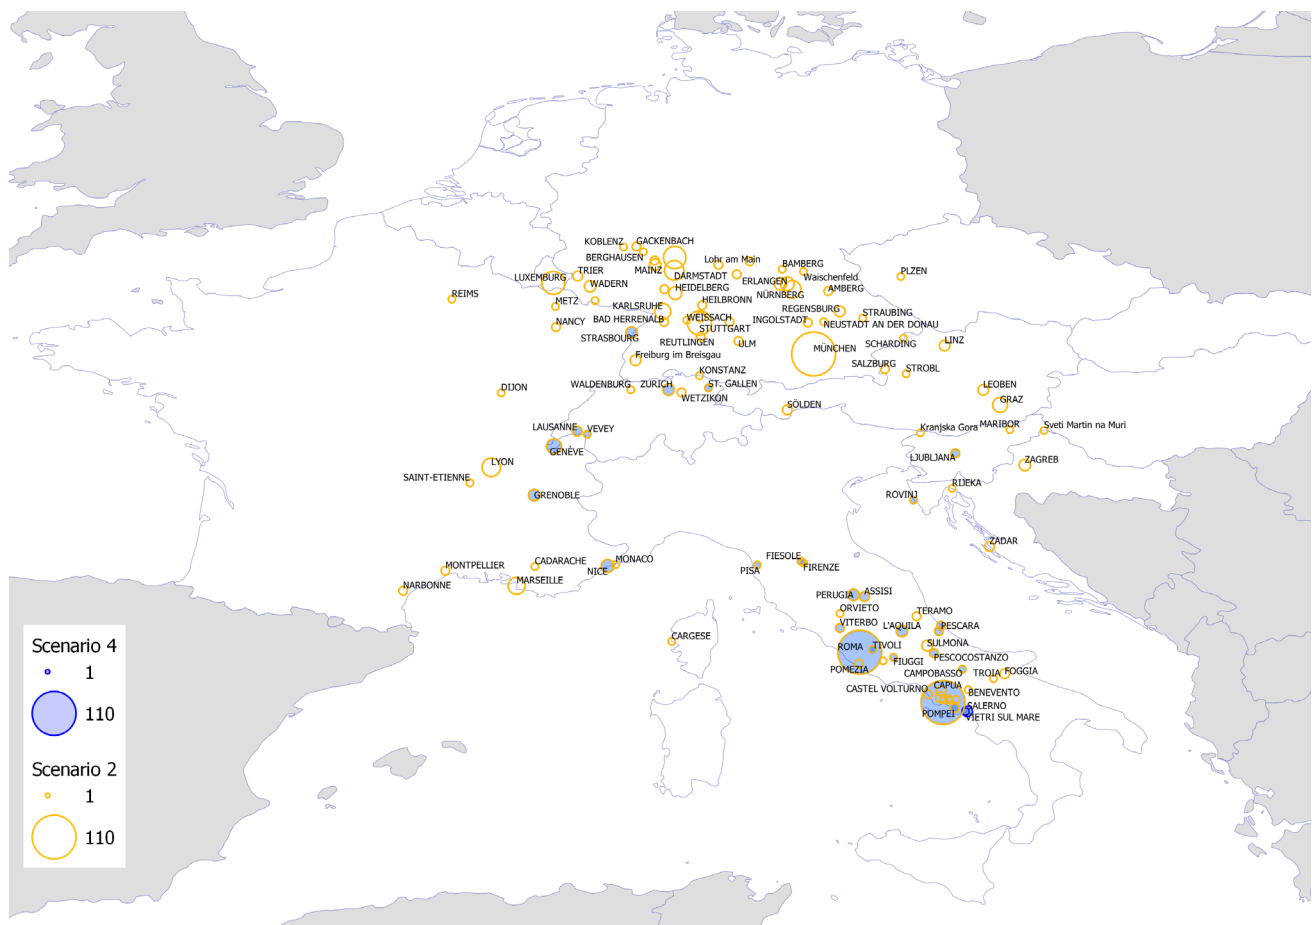 KOBLENZ
GACKENBACH
BERGHAUSEN
MAINZ
Lohr am Main
BAMBERG
Waischenfeld
PLZEN
LUXEMBURG
TRIER
WADERN
DARMSTADT
ERLANGEN
HEIDELBERG
NÜRNBERG
AMBERG
REIMS
METZ
KARLSRUHE
HEILBRONN
REGENSBURG
STRAUBING
NANCY
BAD HERRENALB
WEISSACH
INGOLSTADT
NEUSTADT AN DER DONAU
STRASBOURG
STUTTGART
REUTLINGEN
ULM
MÜNCHEN
SCHARDING
LINZ
Freiburg im Breisgau
KONSTANZ
SALZBURG
STROBL
DIJON
WALDENBURG
ZURICH
ST. GALLEN
WETZIKON
SÖLDEN
LEOBEN
GRAZ
LAUSANNE
VEVEY
Kranjska Gora
MARIBOR
Sveti Martin na Muri
GENÈVE
LJUBLJANA
LYON
ZAGREB
SAINT-ETIENNE
RIJEKA
GRENOBLE
ROVINJ
ZADAR
MONTPELLIER
CADARACHE
MONACO
NICE
FIESOLE
FIRENZE
PISA
NARBONNE
MARSEILLE
PERUGIA
ASSISI
ORVIETO
TERAMO
VITERBO
L'AQUILA
PESCARA
CARGESE
ROMA
TIVOLI
SULMONA
PESCOCOSTANZO
POMEZIA
FIUGGI
CAMPOBASSO
TROIA
FOGGIA
CASTEL VOLTURNO
CAPUA
BENEVENTO
SALERNO
POMPEI
VIETRI SUL MARE
Scenario 4
1
110
Scenario 2
1
110